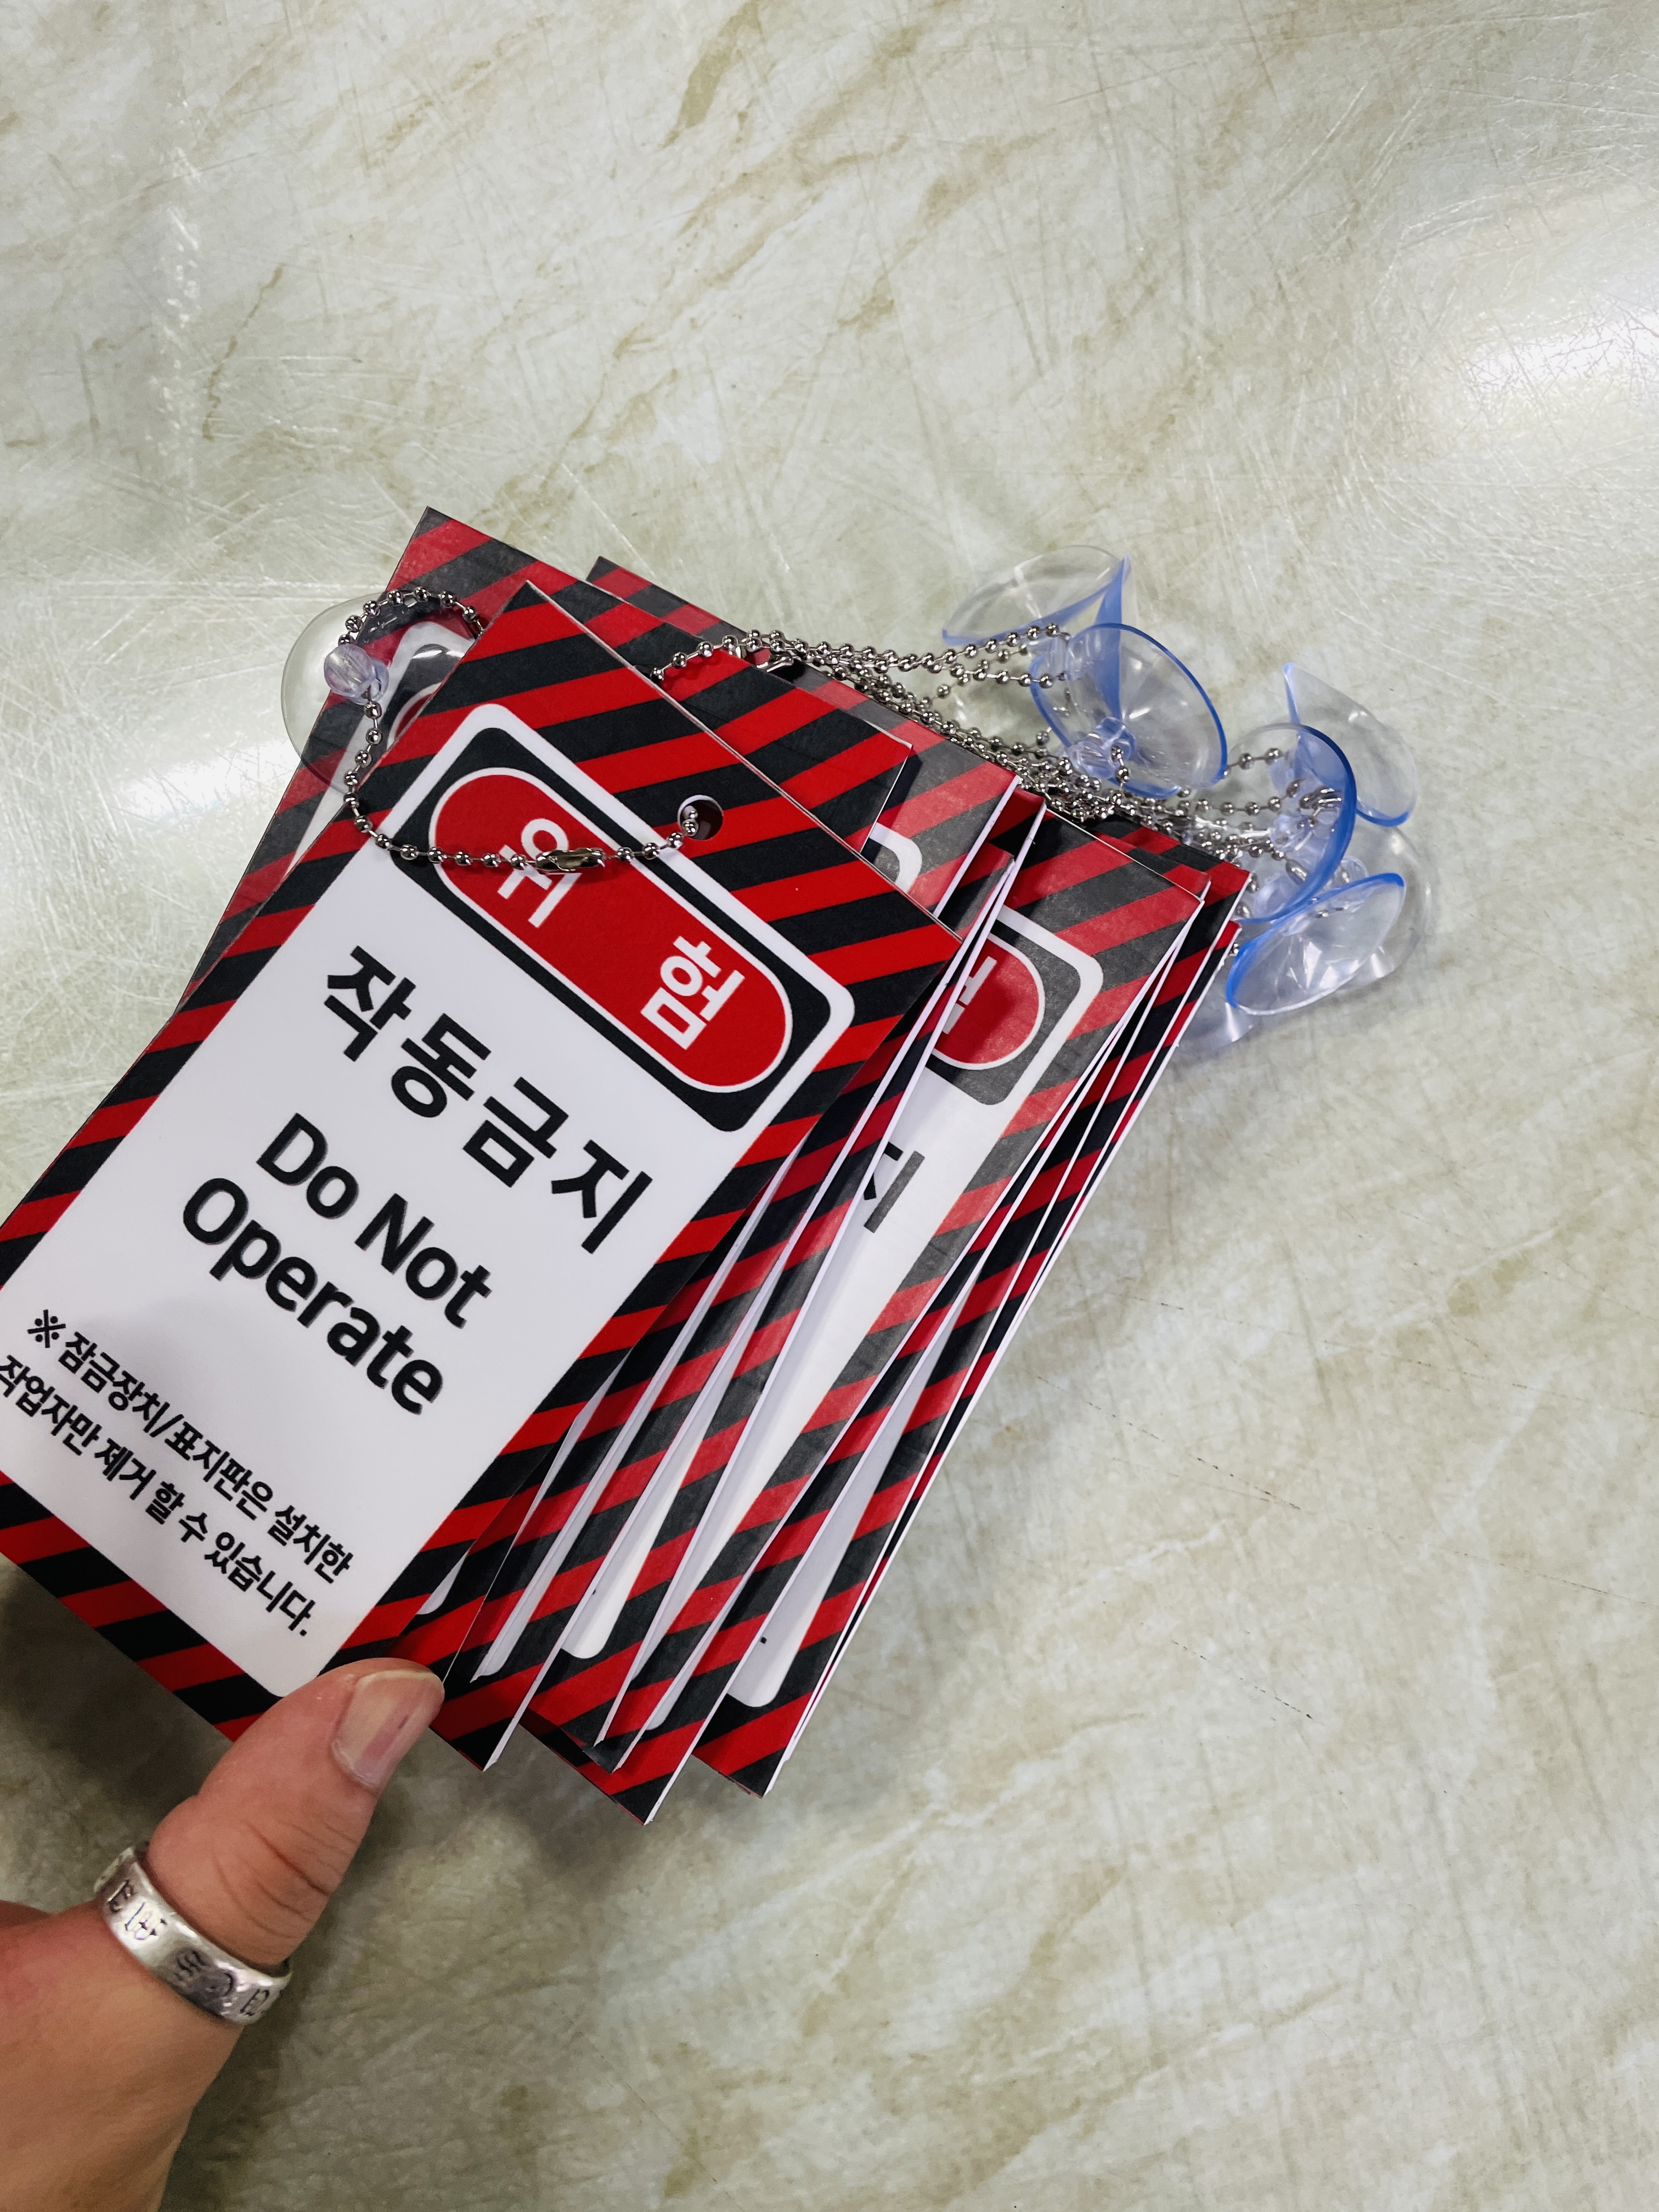 위 험
작동금지
Do Not
Operate
※ 잠금장치/표지판은 설치한
작업자만 제거 할 수 있습니다.
지